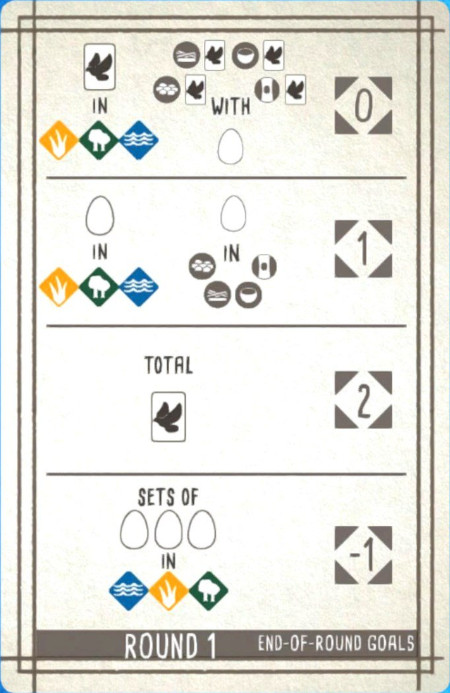 IN
WITH
0
IN
IN
1
TOTAL
2
SETS OF
IN
-1
ROUND 1 END-OF-ROUND GOALS